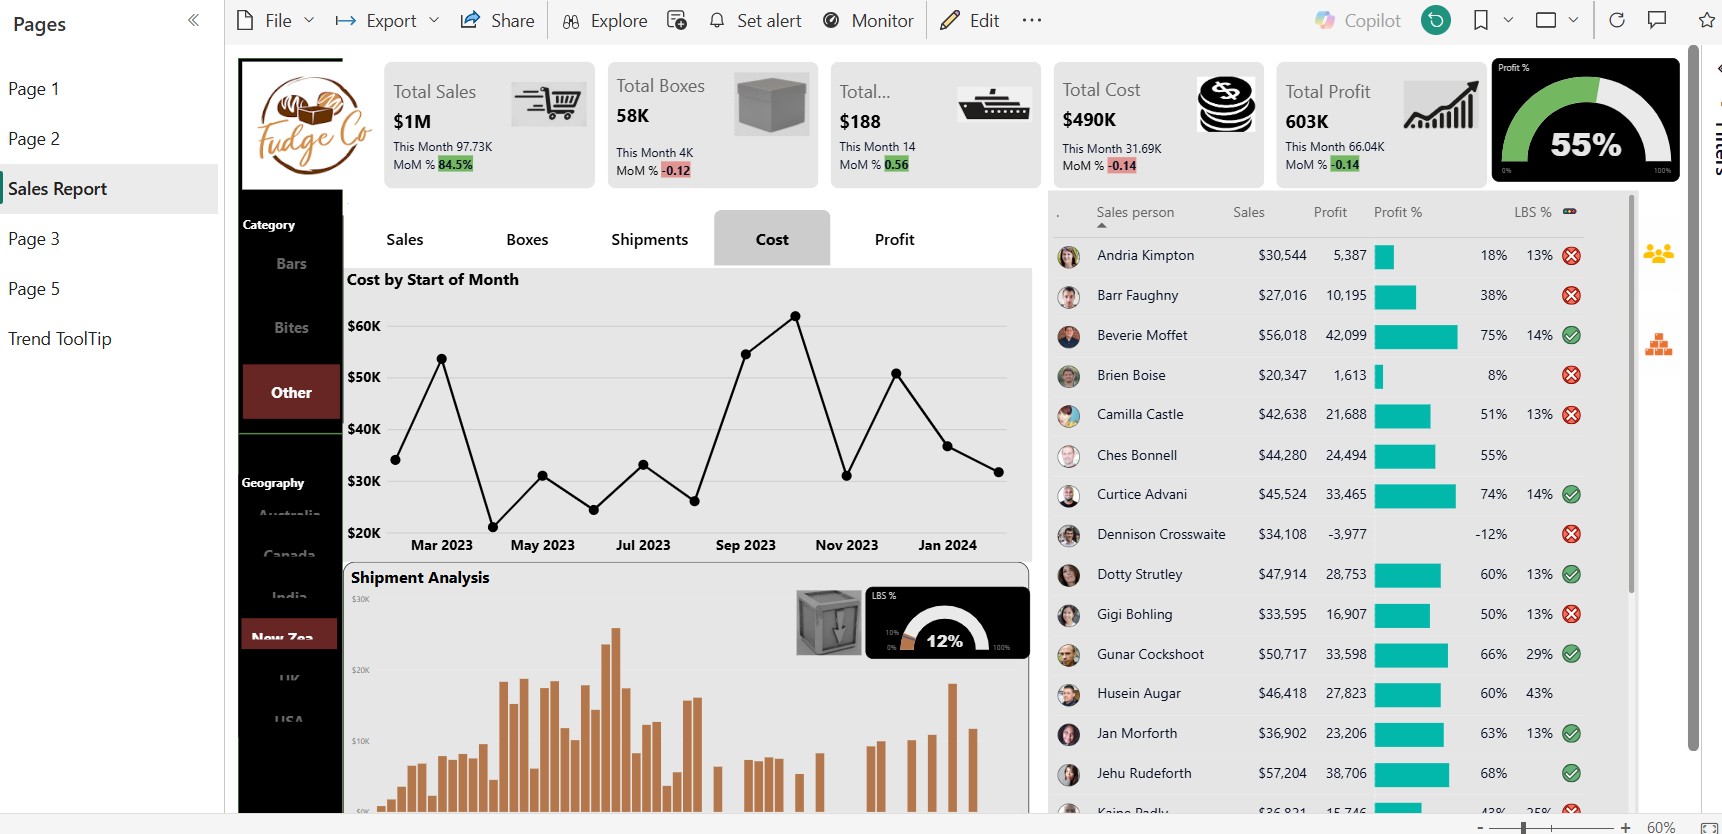 Pages
Page 1
Page 2
Sales Report
Page 3
Page 5
Trend ToolTip
File
Export
Share
Explore
Set alert
Monitor
Edit
Copilot
Fudge Co
Total Sales
$1M
This Month 97.73K
MoM % 84.5%
Total Boxes
58K
This Month 4K
MoM % -0.12
Total...
$188
This Month 14
MoM % 0.56
Total Cost
$490K
This Month 31.69K
MoM % -0.14
Total Profit
603K
This Month 66.04K
MoM % -0.14
Profit %
55%
0% 100%
Category
Bars
Bites
Other
Geography
Australia
Canada
India
New Zea
UK
USA
Sales Boxes Shipments Cost Profit
Cost by Start of Month
$60K
$50K
$40K
$30K
$20K
Mar 2023 May 2023 Jul 2023 Sep 2023 Nov 2023 Jan 2024
Shipment Analysis
$30K
$20K
$10K
$0K
LBS %
10%
12%
0% 100%
. Sales person Sales Profit Profit % LBS %
Andria Kimpton $30,544 5,387 18% 13%
Barr Faughny $27,016 10,195 38%
Beverie Moffet $56,018 42,099 75% 14%
Brien Boise $20,347 1,613 8%
Camilla Castle $42,638 21,688 51% 13%
Ches Bonnell $44,280 24,494 55%
Curtice Advani $45,524 33,465 74% 14%
Dennison Crosswaite $34,108 -3,977 -12%
Dotty Strutley $47,914 28,753 60% 13%
Gigi Bohling $33,595 16,907 50% 13%
Gunar Cockshoot $50,717 33,598 66% 29%
Husein Augar $46,418 27,823 60% 43%
Jan Morforth $36,902 23,206 63% 13%
Jehu Rudeforth $57,204 38,706 68%
Kaine Padly $36,821 15,746 43% 25%
60%